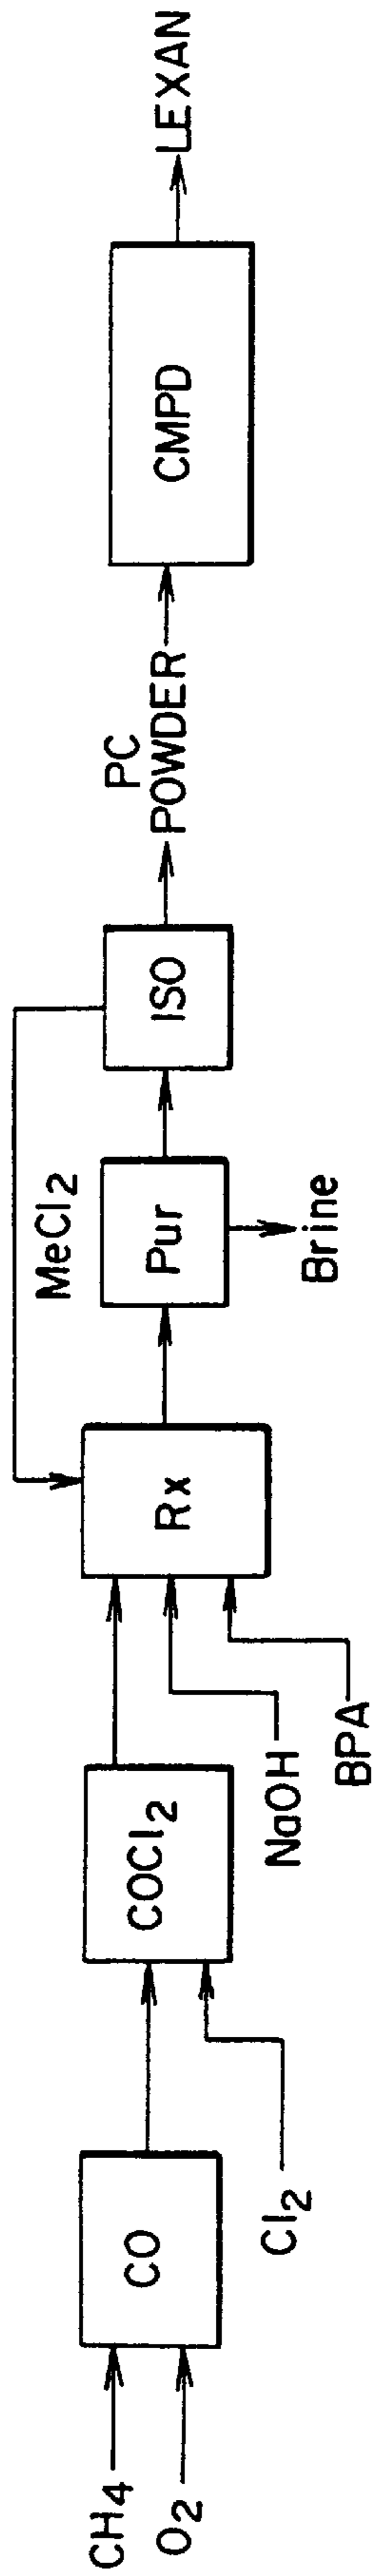 CH4
O2
CO
Cl2
COCl2
NaOH
BPA
Rx
MeCl2
Pur
Brine
ISO
PC
POWDER
CMPD
LEXAN